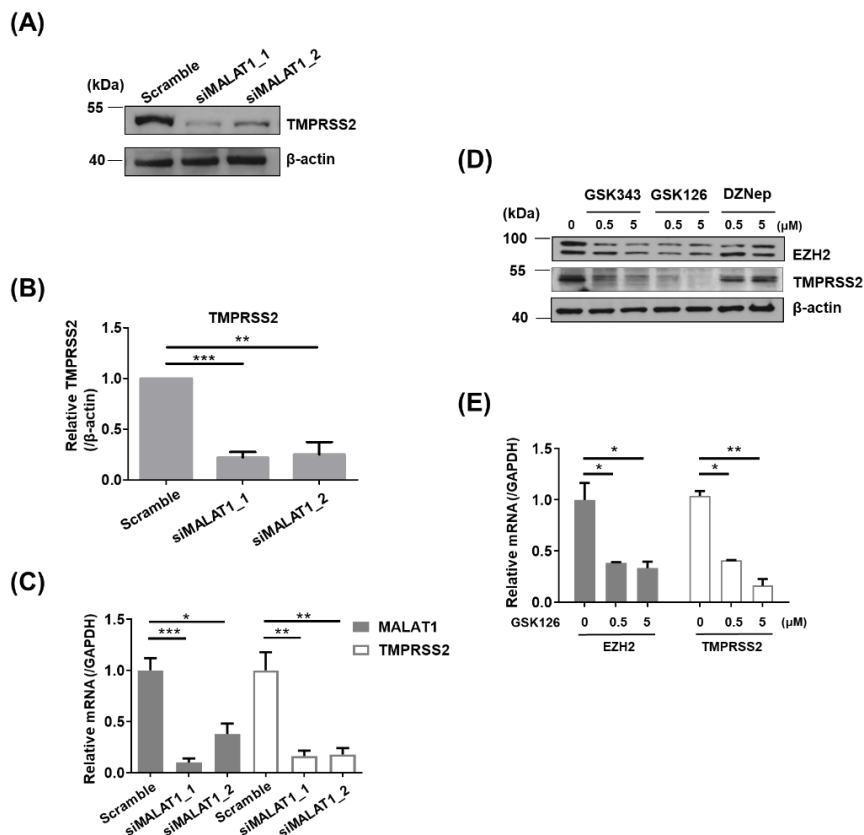 (A)
Scramble
siMALAT1_1
siMALAT1_2
(kDa)
55
TMPRSS2
40
β-actin
(B)
TMPRSS2
**
***
Relative TMPRSS2
(/β-actin)
1.5
1.0
0.5
0.0
Scramble
siMALAT1_1
siMALAT1_2
(C)
Relative mRNA(/GAPDH)
1.5
1.0
0.5
0.0
*
***
**
**
MALAT1
TMPRSS2
Scramble
siMALAT1_1
siMALAT1_2
Scramble
siMALAT1_1
siMALAT1_2
(D)
GSK343 GSK126 DZNep
(kDa)
0 0.5 5 0.5 5 0.5 5 (μM)
100
EZH2
55
TMPRSS2
β-actin
40
(E)
Relative mRNA(/GAPDH)
1.5
1.0
0.5
0.0
*
*
**
*
GSK126 0 0.5 5 0 0.5 5 (μM)
EZH2 TMPRSS2